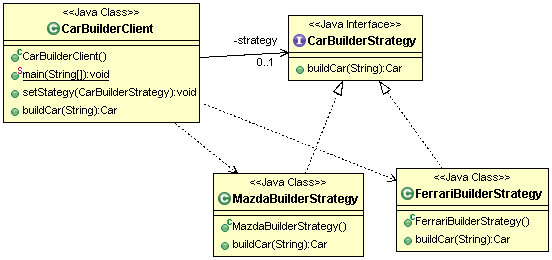 <<Java Class>>
CarBuilderClient
CarBuilderClient()
main(String[]):void
setStategy(CarBuilderStrategy):void
buildCar(String):Car
-strategy
0..1
<<Java Interface>>
CarBuilderStrategy
buildCar(String):Car
<<Java Class>>
MazdaBuilderStrategy
MazdaBuilderStrategy()
buildCar(String):Car
<<Java Class>>
FerrariBuilderStrategy
FerrariBuilderStrategy()
buildCar(String):Car